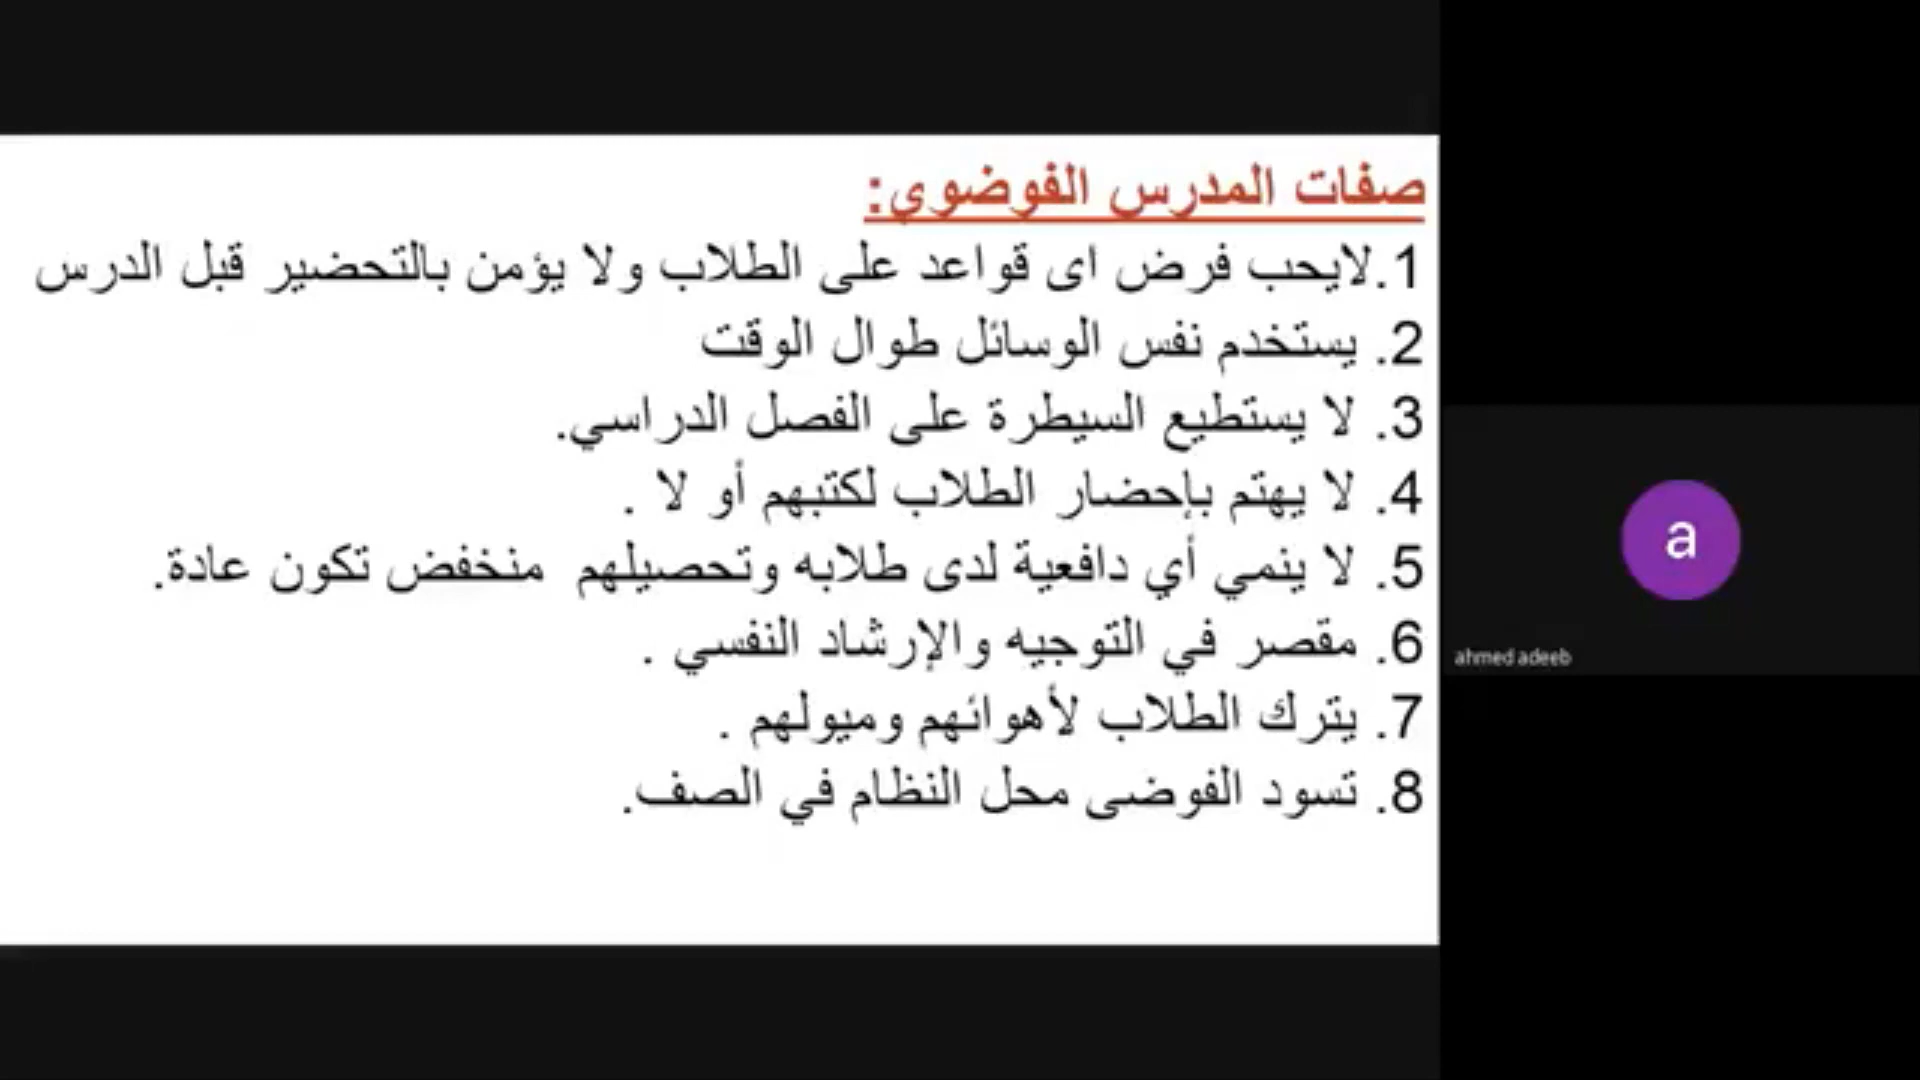 صفات المدرس الفوضوي:
1.لايحب فرض اى قواعد على الطلاب ولا يؤمن بالتحضير قبل الدرس
2. يستخدم نفس الوسائل طوال الوقت
3. لا يستطيع السيطرة على الفصل الدراسي.
4. لا يهتم بإحضار الطلاب لكتبهم أو لا .
5. لا ينمي أي دافعية لدى طلابه وتحصيلهم منخفض تكون عادة.
6. مقصر في التوجيه والإرشاد النفسي .
7. يترك الطلاب لأهوائهم وميولهم .
8. تسود الفوضى محل النظام في الصف.
a
ahmed adeeb